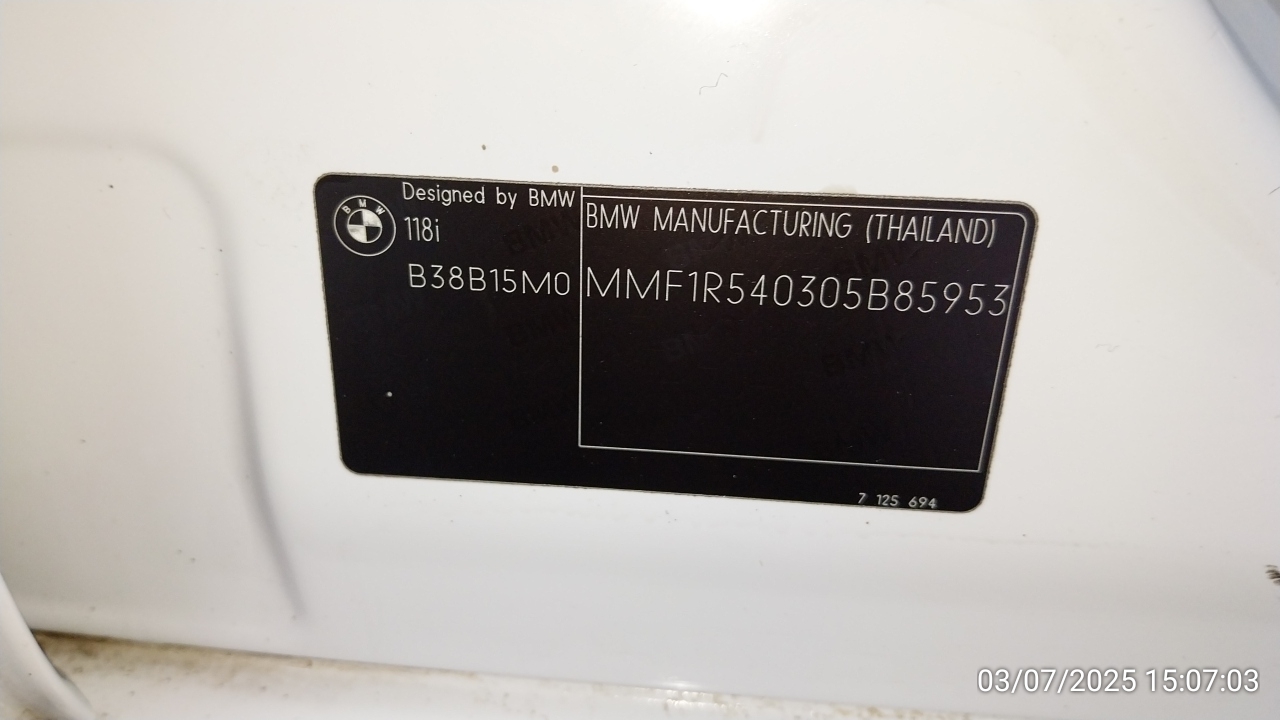 BMW
Designed by BMW
118i
B38B15M0
BMW MANUFACTURING (THAILAND)
MMF1R540305B85953
7 125 694
03/07/2025 15:07:03